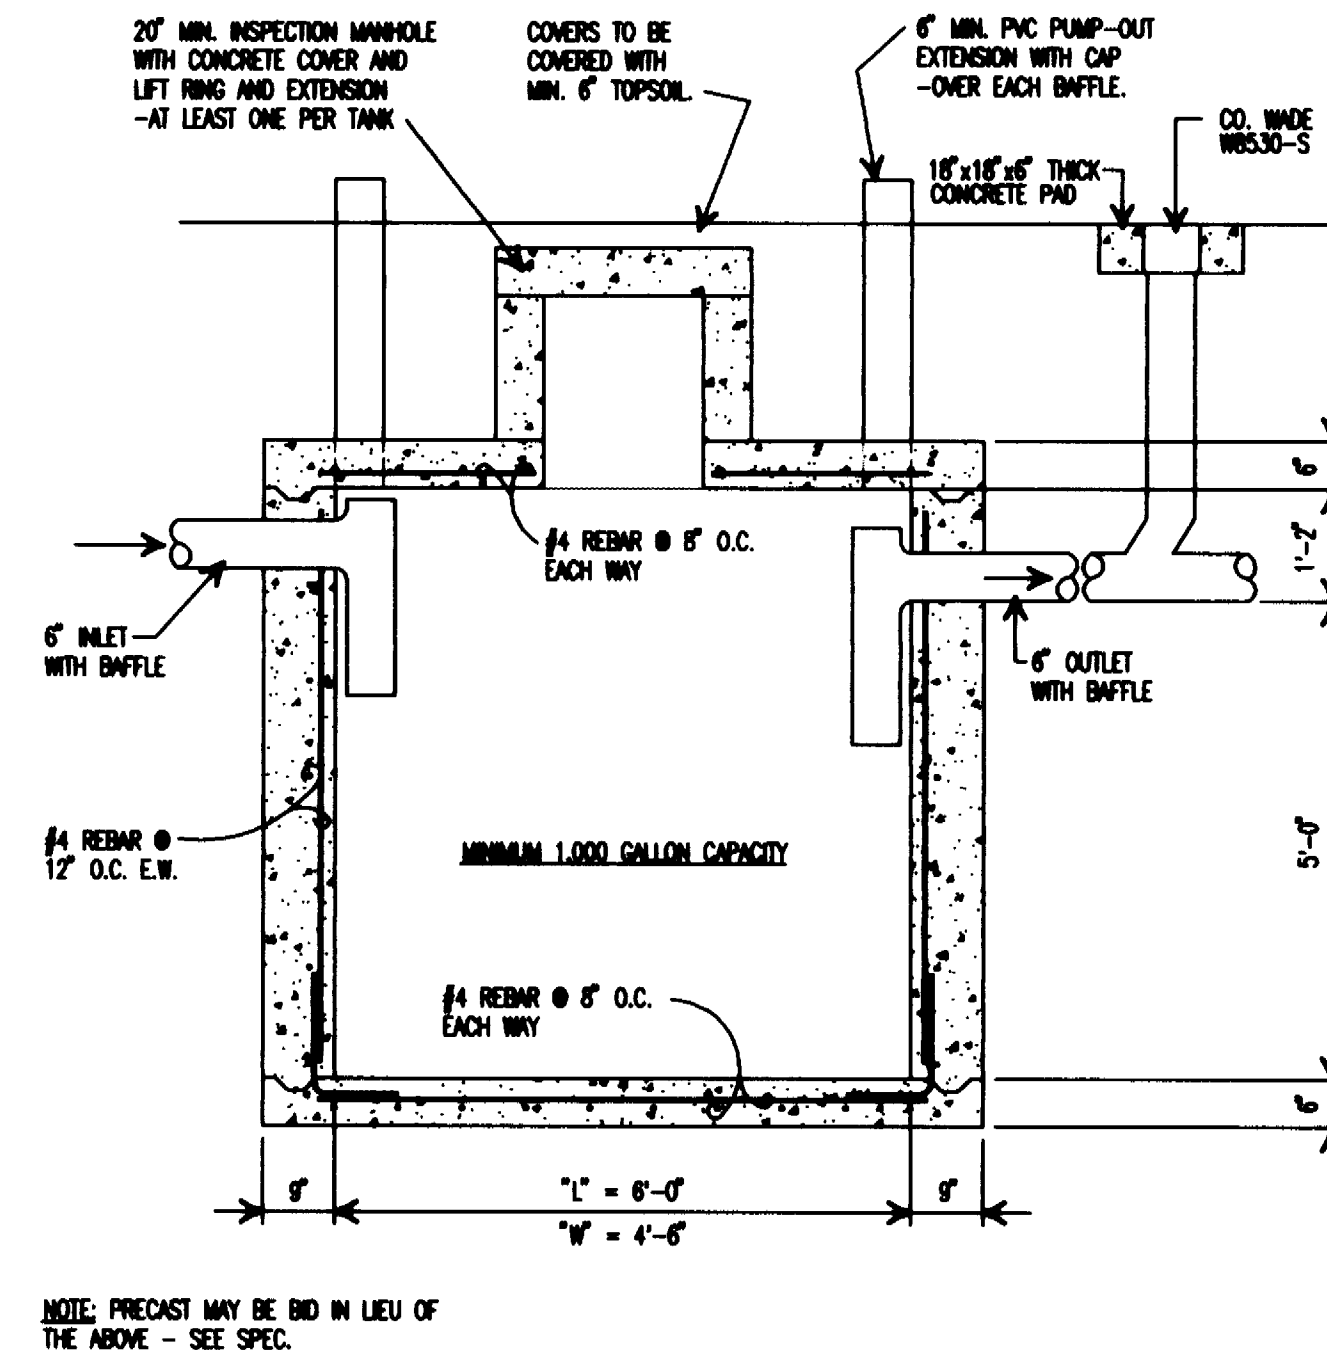 20" MIN. INSPECTION MANHOLE
WITH CONCRETE COVER AND
LIFT RING AND EXTENSION
-AT LEAST ONE PER TANK
COVERS TO BE
COVERED WITH
MIN. 6" TOPSOIL.
6" MIN. PVC PUMP-OUT
EXTENSION WITH CAP
-OVER EACH BAFFLE.
CO. WADE
W8530-S
18"x18"x6" THICK
CONCRETE PAD
#4 REBAR @ 8" O.C.
EACH WAY
6"
1'-2"
6" INLET
WITH BAFFLE
6" OUTLET
WITH BAFFLE
#4 REBAR @
12" O.C. E.W.
MINIMUM 1,000 GALLON CAPACITY
5'-0"
#4 REBAR @ 8" O.C.
EACH WAY
6"
9"
"L" = 6'-0"
9"
"W" = 4'-6"
NOTE: PRECAST MAY BE BID IN LIEU OF
THE ABOVE - SEE SPEC.